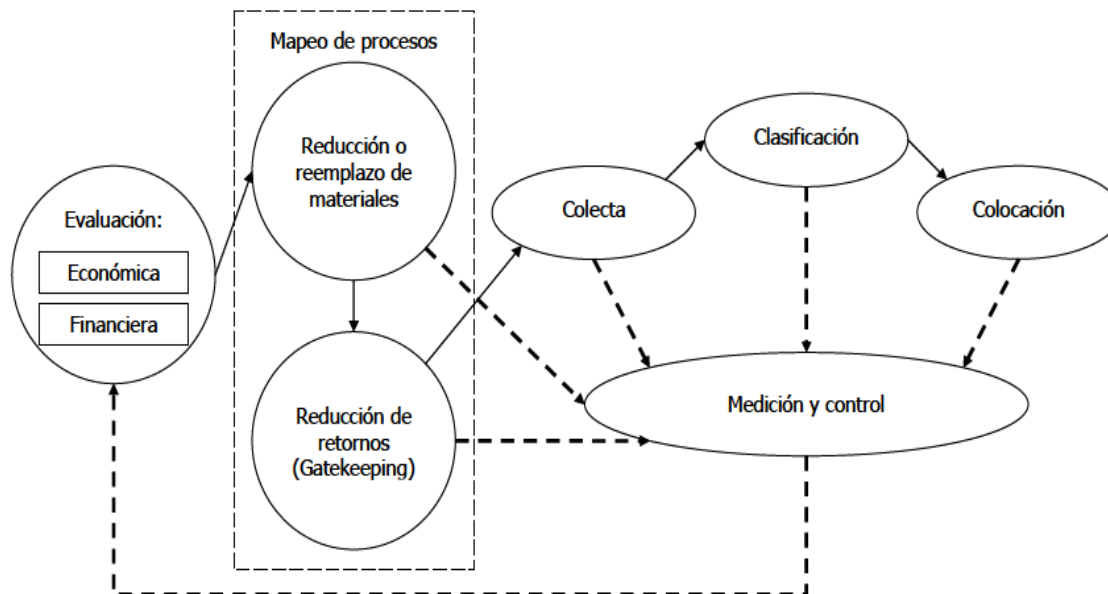 Mapeo de procesos
Reducción o
reemplazo de
materiales
Evaluación:
Económica
Financiera
Reducción de
retornos
(Gatekeeping)
Colecta
Clasificación
Colocación
Medición y control